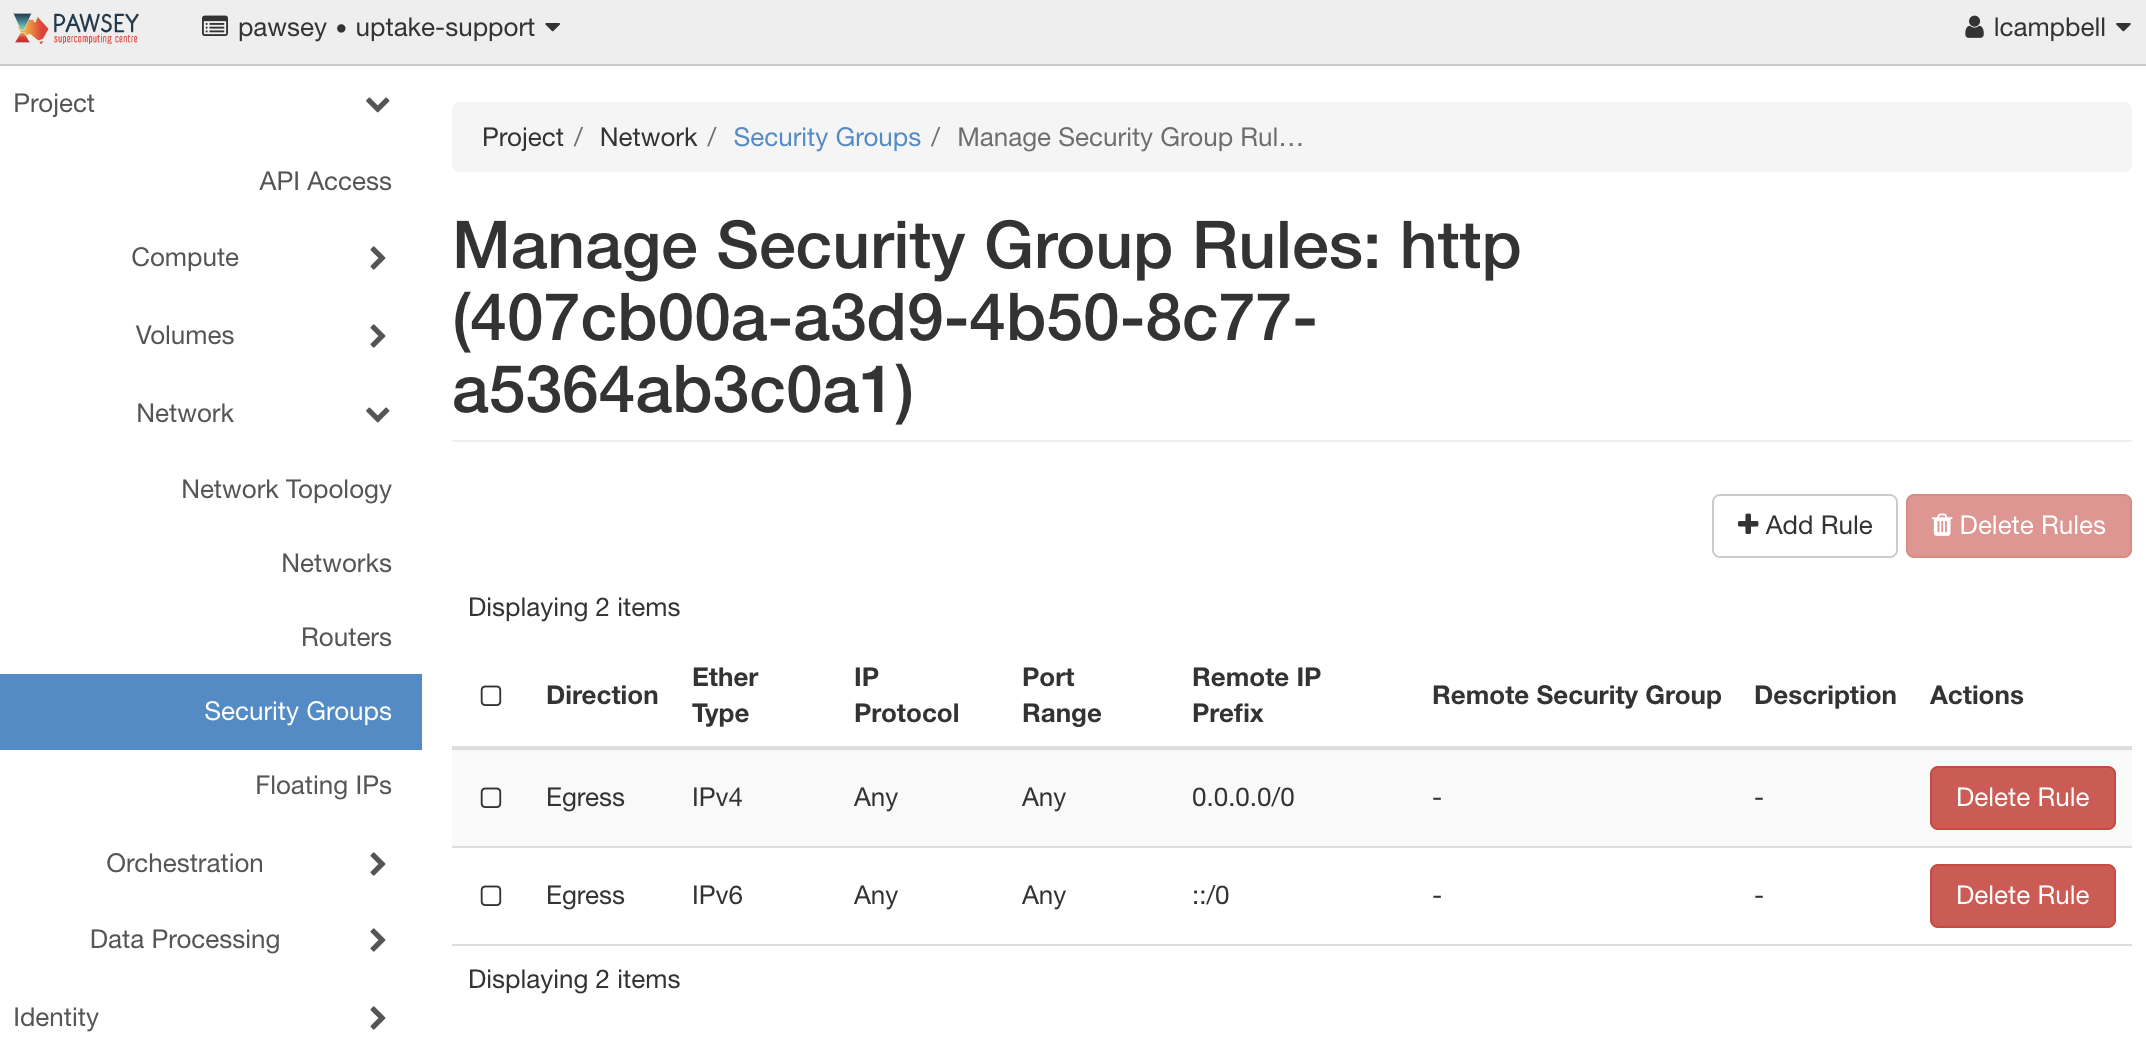 PAWSEY
supercomputing centre
pawsey • uptake-support
lcampbell
Project
API Access
Compute
Volumes
Network
Network Topology
Networks
Routers
Security Groups
Floating IPs
Orchestration
Data Processing
Identity
Project / Network / Security Groups / Manage Security Group Rul...
Manage Security Group Rules: http
(407cb00a-a3d9-4b50-8c77-
a5364ab3c0a1)
Add Rule Delete Rules
Displaying 2 items
Direction Ether Type IP Protocol Port Range Remote IP Prefix Remote Security Group Description Actions
Egress IPv4 Any Any 0.0.0.0/0 - - Delete Rule
Egress IPv6 Any Any ::/0 - - Delete Rule
Displaying 2 items